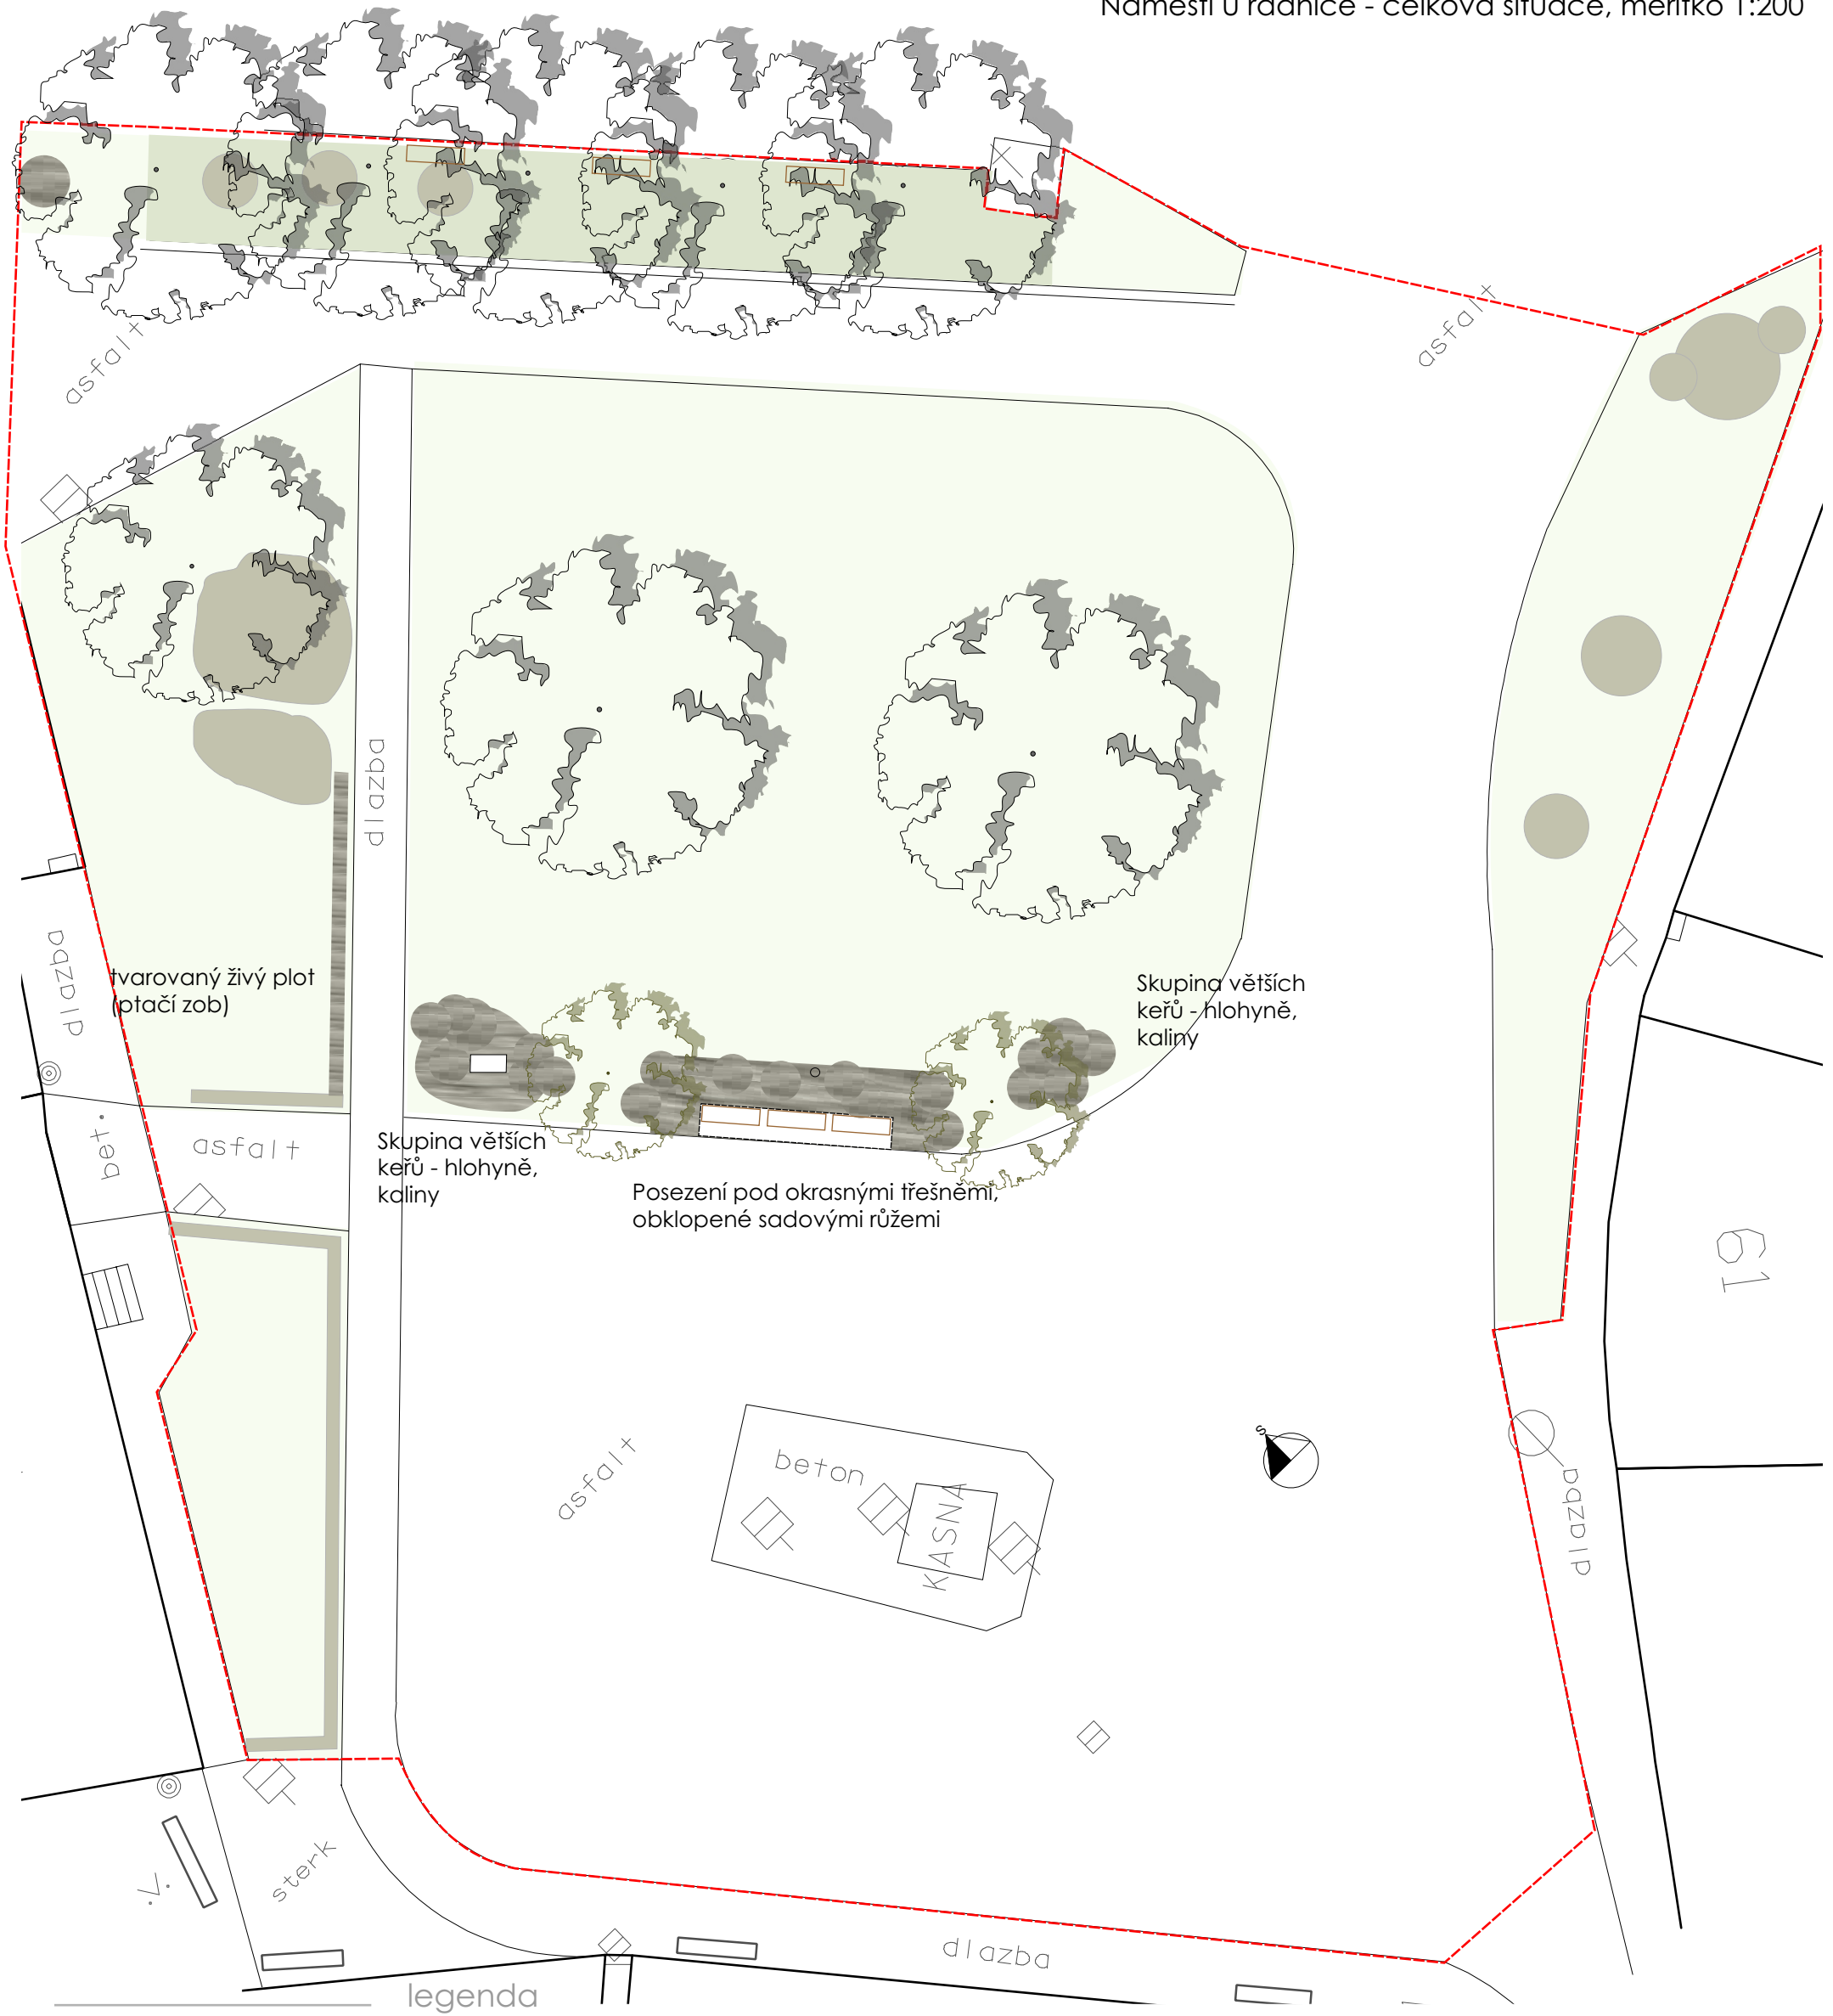 Náměstí u radnice - celková situace, měřítko 1:200
asfalt
asfalt
dlazba
dlazba
tvarovaný živý plot
(ptačí zob)
Skupina větších
keřů - hlohyně,
kaliny
bet.
asfalt
Skupina větších
keřů - hlohyně,
kaliny
Posezení pod okrasnými třešněmi,
obklopené sadovými růžemi
61
s
asfalt
beton
KASNA
dlazba
sterk
.V.
dlazba
legenda